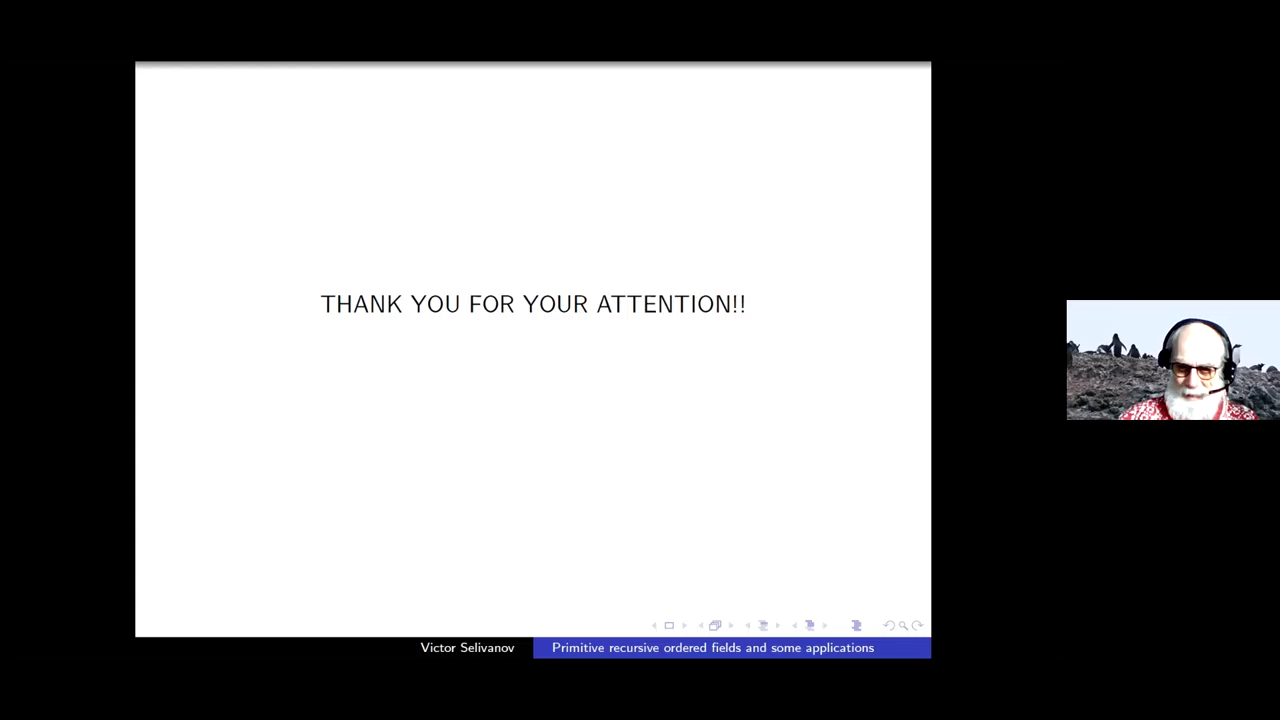 THANK YOU FOR YOUR ATTENTION!!
Victor Selivanov
Primitive recursive ordered fields and some applications